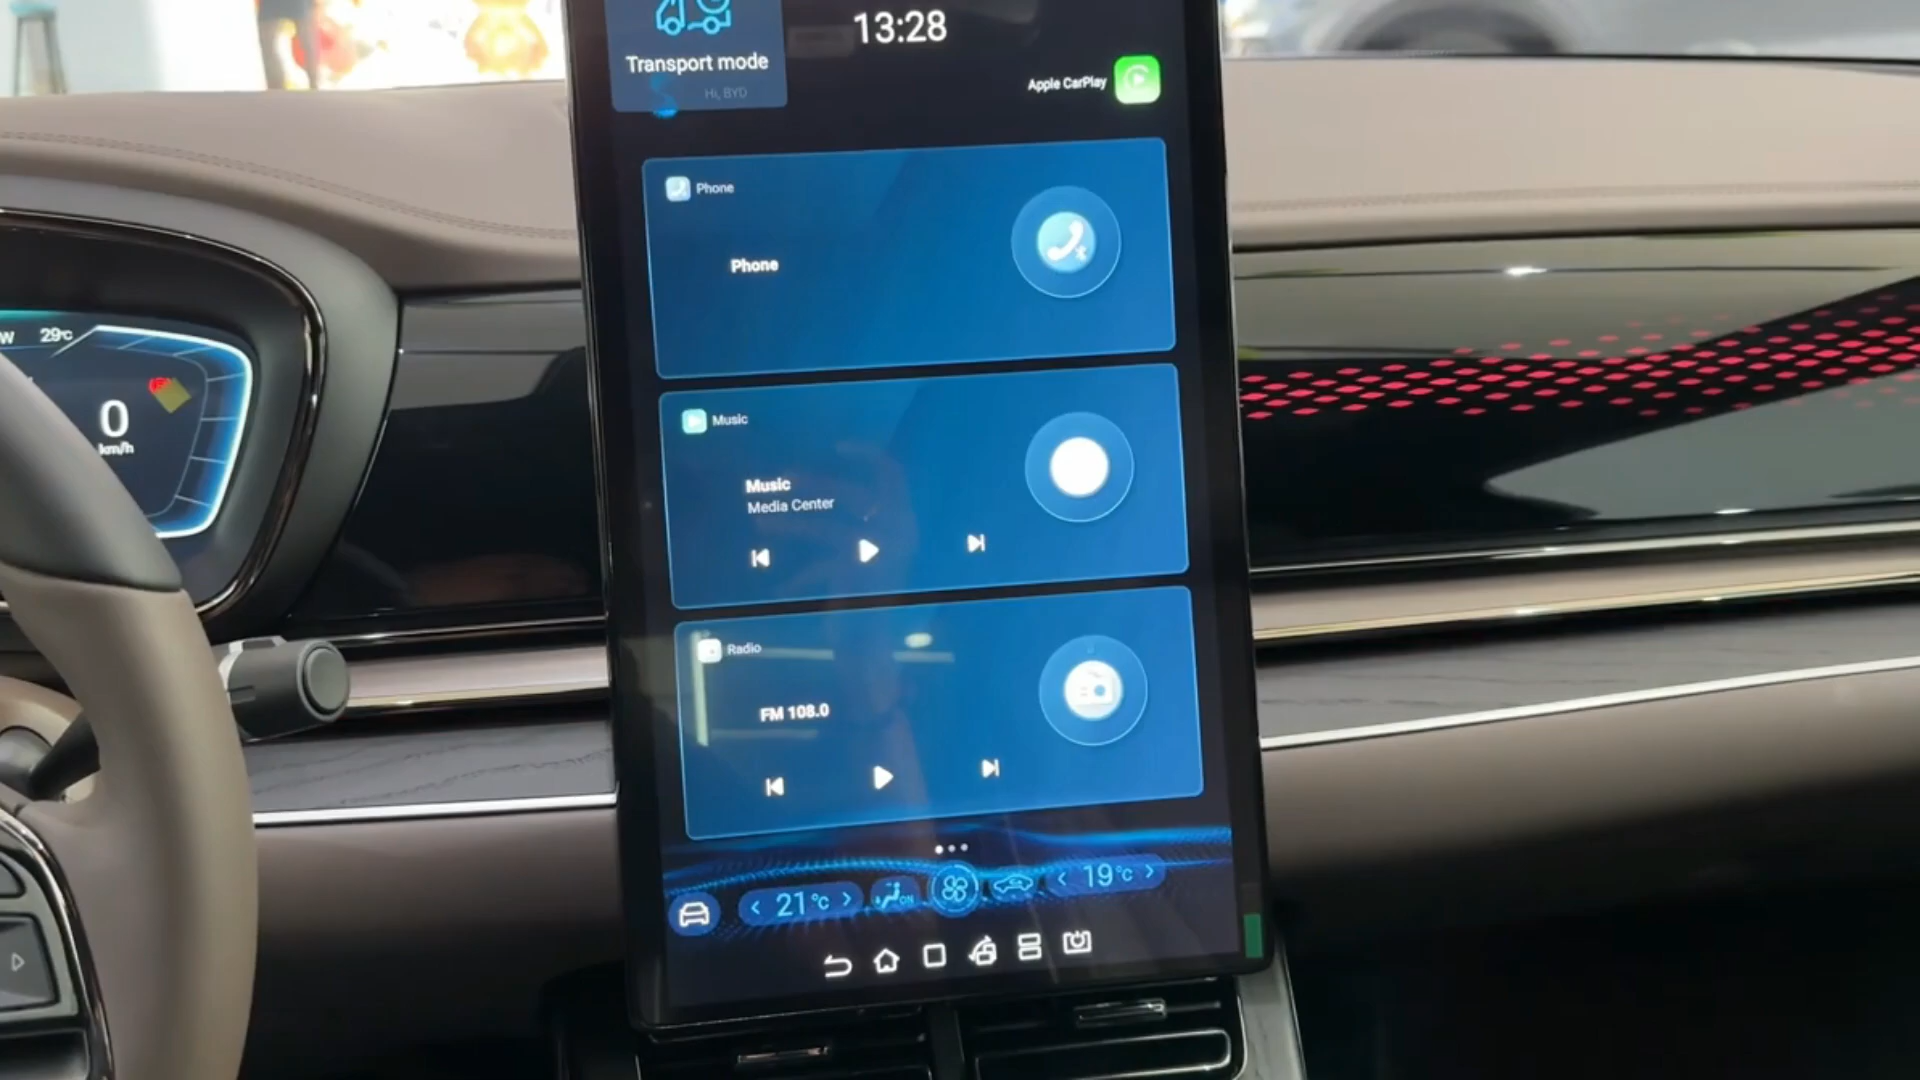 13:28
Transport mode
Hi, BYD
Apple CarPlay
Phone
Phone
Music
Music
Media Center
Radio
FM 108.0
21°C
ON
19°C
W 29°C
0
km/h